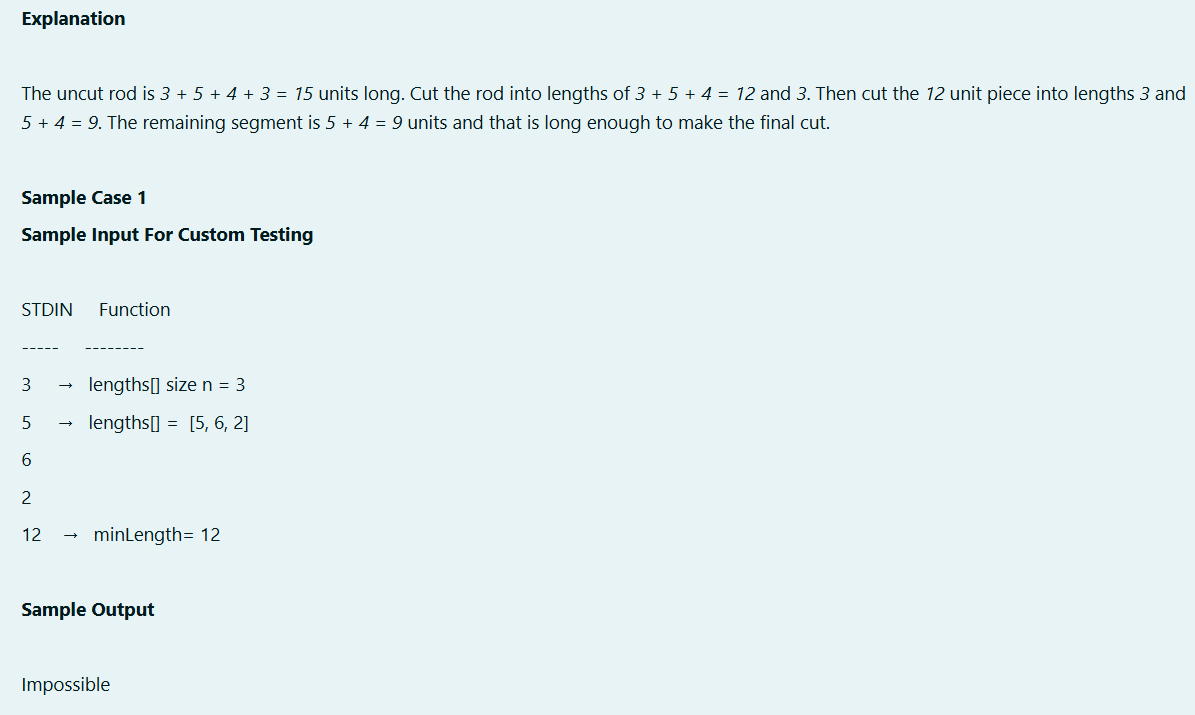 Explanation
The uncut rod is 3 + 5 + 4 + 3 = 15 units long. Cut the rod into lengths of 3 + 5 + 4 = 12 and 3. Then cut the 12 unit piece into lengths 3 and
5 + 4 = 9. The remaining segment is 5 + 4 = 9 units and that is long enough to make the final cut.
Sample Case 1
Sample Input For Custom Testing
STDIN Function
----- --------
3 → lengths[] size n = 3
5 → lengths[] = [5, 6, 2]
6
2
12 → minLength= 12
Sample Output
Impossible